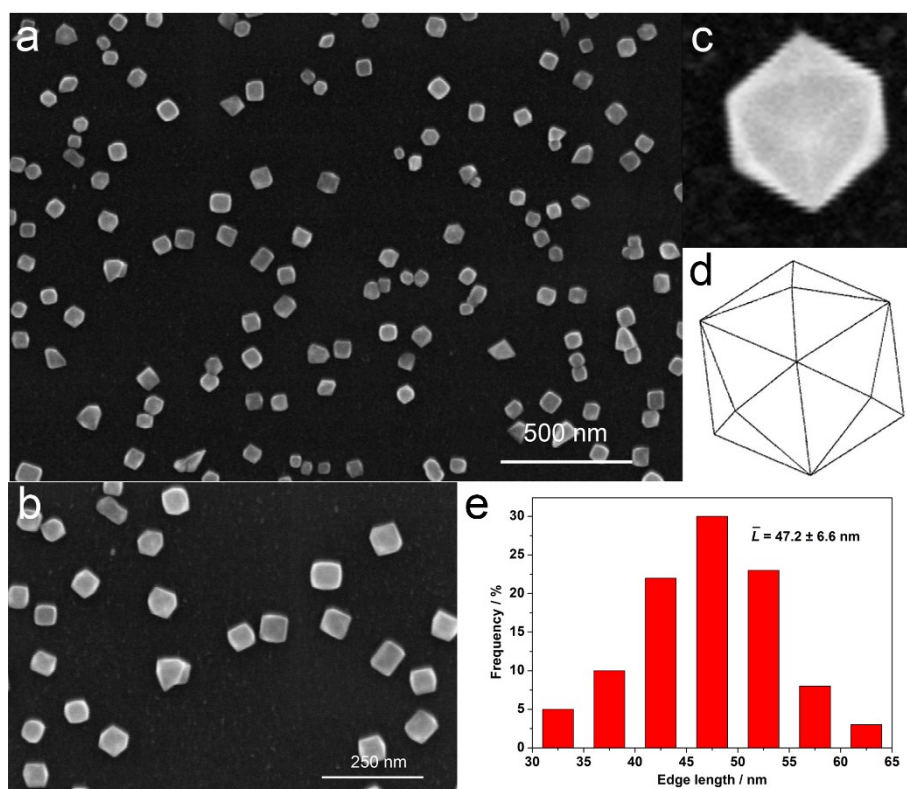 a
500 nm
b
250 nm
c
d
e
L̄ = 47.2 ± 6.6 nm
Frequency / %
30
25
20
15
10
5
0
30 35 40 45 50 55 60 65
Edge length / nm